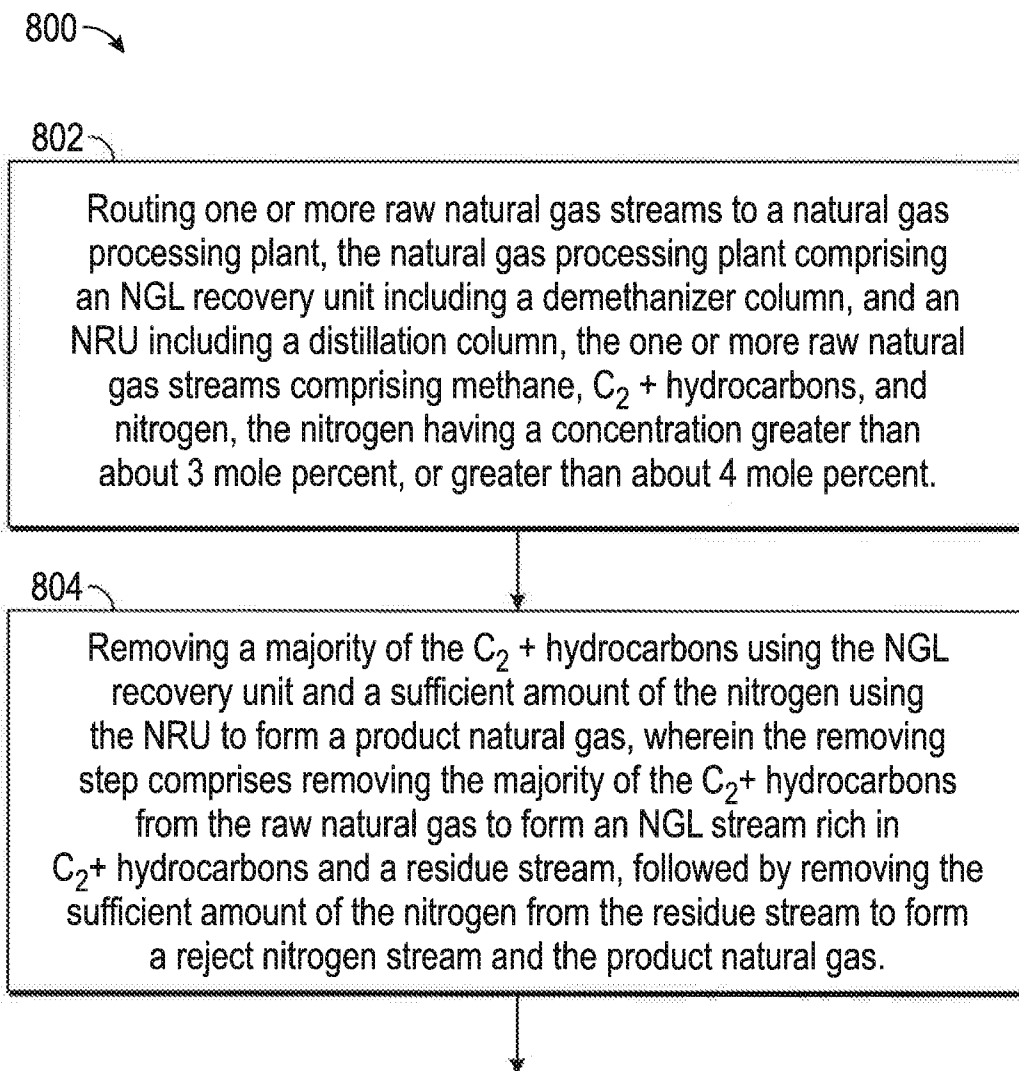 800
802
Routing one or more raw natural gas streams to a natural gas
processing plant, the natural gas processing plant comprising
an NGL recovery unit including a demethanizer column, and an
NRU including a distillation column, the one or more raw natural
gas streams comprising methane, C₂ + hydrocarbons, and
nitrogen, the nitrogen having a concentration greater than
about 3 mole percent, or greater than about 4 mole percent.
804
Removing a majority of the C₂ + hydrocarbons using the NGL
recovery unit and a sufficient amount of the nitrogen using
the NRU to form a product natural gas, wherein the removing
step comprises removing the majority of the C₂+ hydrocarbons
from the raw natural gas to form an NGL stream rich in
C₂+ hydrocarbons and a residue stream, followed by removing the
sufficient amount of the nitrogen from the residue stream to form
a reject nitrogen stream and the product natural gas.